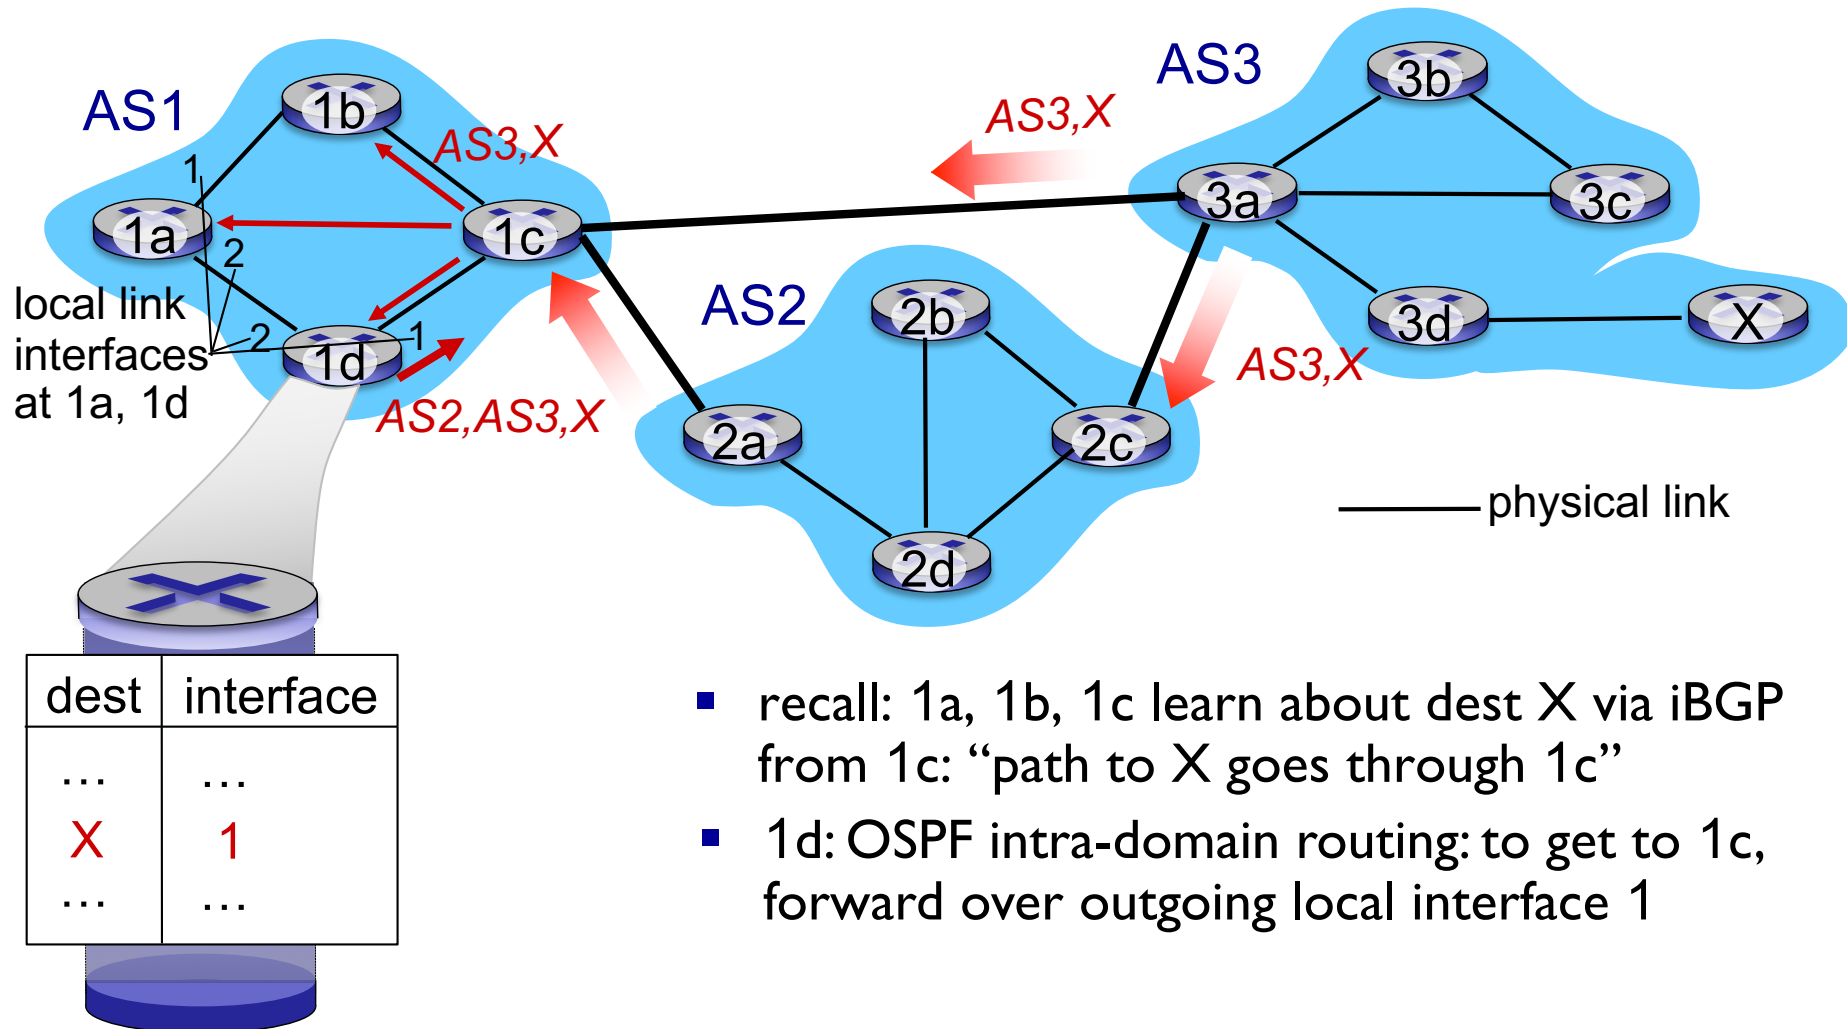 AS1
1b
AS3,X
1
1a
1c
2
local link
interfaces
at 1a, 1d
2
1
1d
AS2,AS3,X
AS3,X
AS3
3b
3a
3c
3d
X
AS2
2b
AS3,X
2a
2c
2d
physical link
dest interface
... ...
X 1
... ...
▪ recall: 1a, 1b, 1c learn about dest X via iBGP
from 1c: “path to X goes through 1c”
▪ 1d: OSPF intra-domain routing: to get to 1c,
forward over outgoing local interface 1